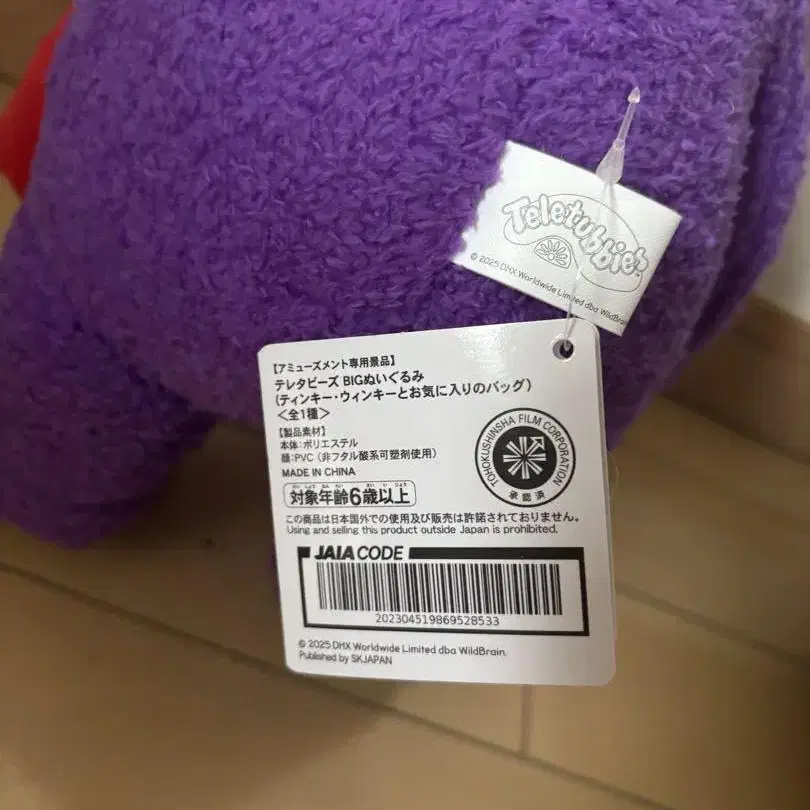 Teletubbies
© 2025 DHX Worldwide Limited dba WildBrain
【アミューズメント専用景品】
テレタビーズ BIGぬいぐるみ
(ティンキー・ウィンキーとお気に入りのバッグ)
＜全1種＞
【製品素材】
本体:ポリエステル
顔:PVC (非フタル酸系可塑剤使用)
MADE IN CHINA
対象年齢6歳以上
TOHOKUSHINSHA FILM CORPORATION
承認済
この商品は日本国外での使用及び販売は許諾されておりません。
Using and selling this product outside Japan is prohibited.
JAIA CODE
202304519869528533
© 2025 DHX Worldwide Limited dba WildBrain.
Published by SKJAPAN